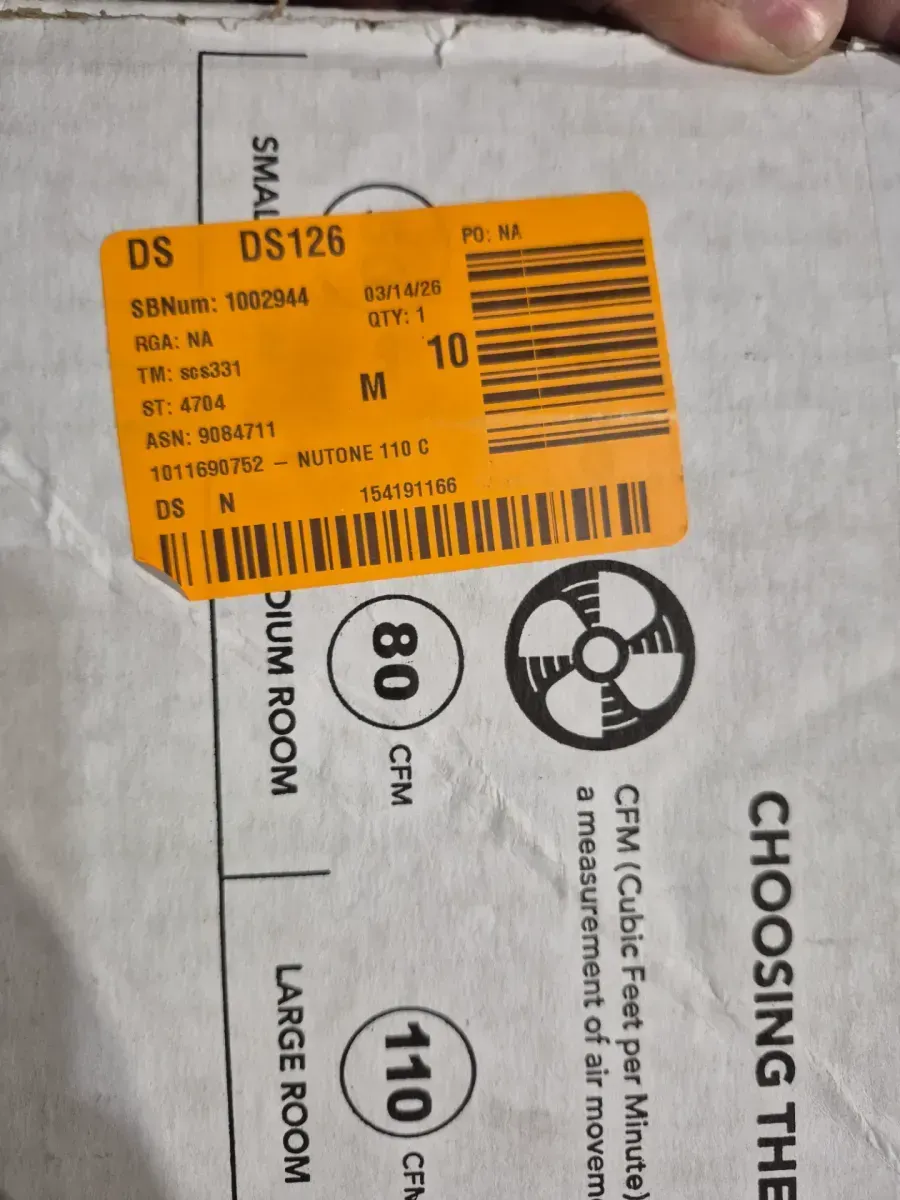 DS DS126 PO: NA
SBNum: 1002944 03/14/26
RGA: NA QTY: 1
TM: scs331 M 10
ST: 4704
ASN: 9084711
1011690752 – NUTONE 110 C
DS N 154191166
CHOOSING THE
CFM (Cubic Feet per Minute)
a measurement of air movem
80 CFM
110 CFM
SMAL
DIUM ROOM
LARGE ROOM